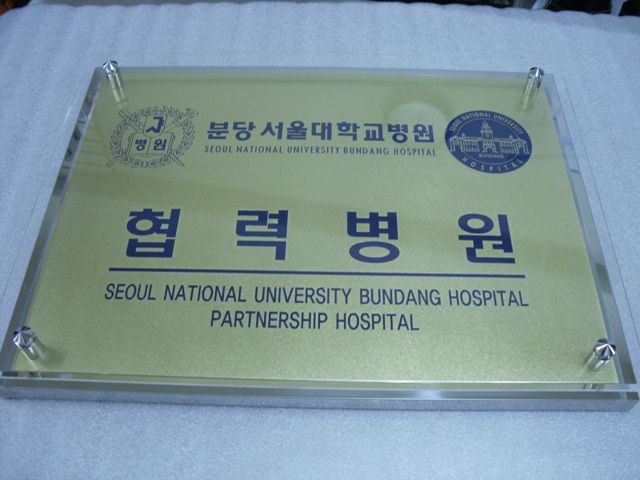 병원
분당서울대학교병원
SEOUL NATIONAL UNIVERSITY BUNDANG HOSPITAL
SEOUL NATIONAL UNIVERSITY
BUNDANG
HOSPITAL
협력병원
SEOUL NATIONAL UNIVERSITY BUNDANG HOSPITAL
PARTNERSHIP HOSPITAL